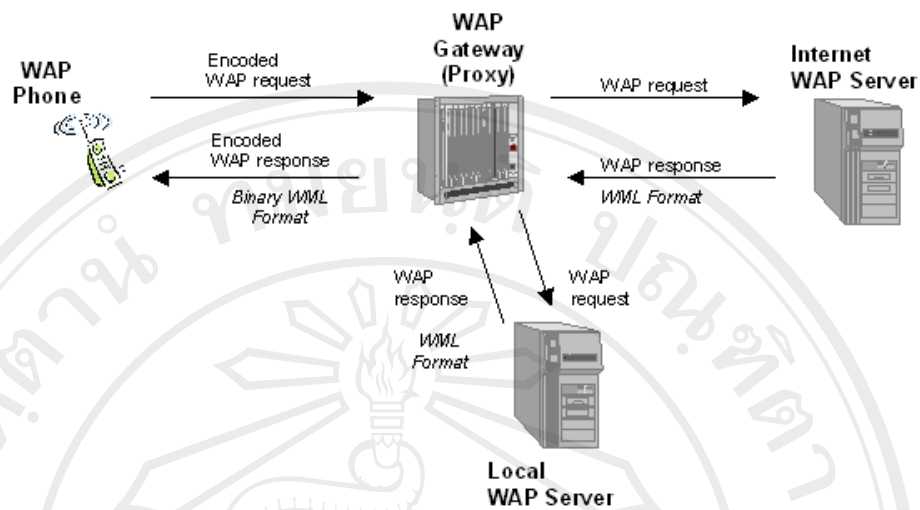 WAP
Gateway
(Proxy)
WAP
Phone
Encoded
WAP request
WAP request
Internet
WAP Server
Encoded
WAP response
Binary WML
Format
WAP response
WML Format
WAP
response
WML
Format
WAP
request
Local
WAP Server